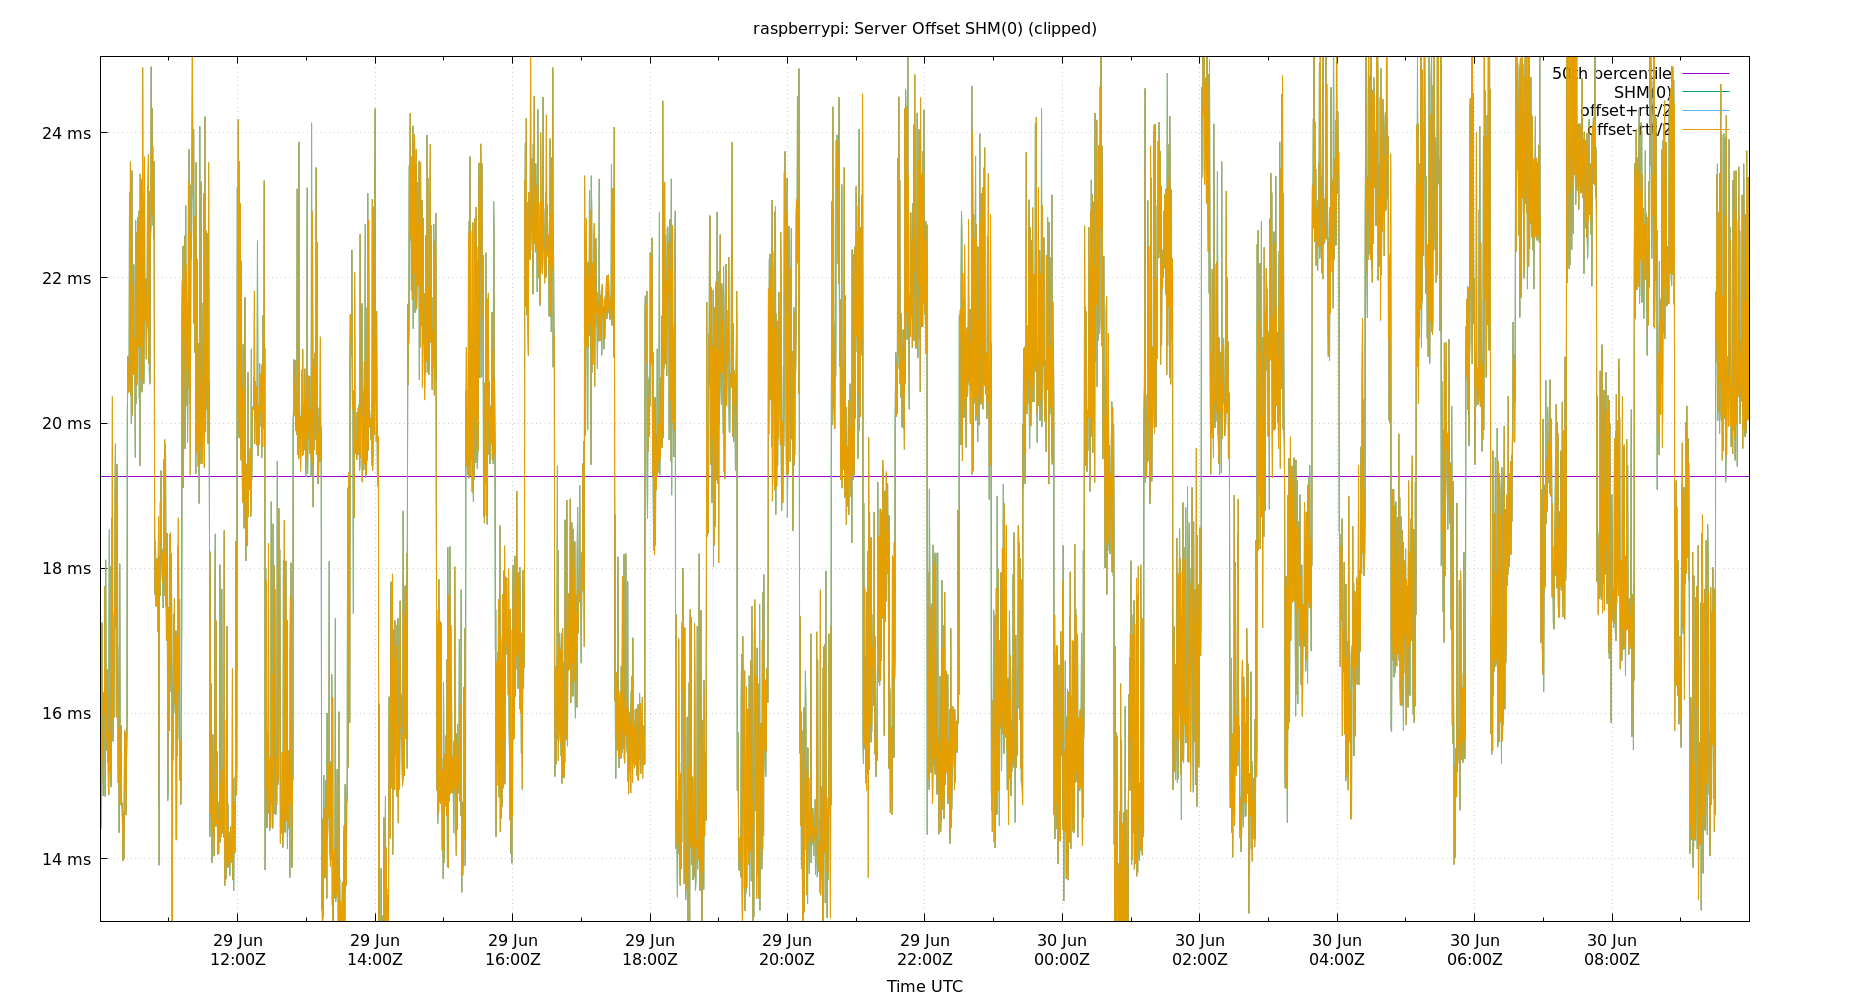 raspberrypi: Server Offset SHM(0) (clipped)
50th percentile
SHM(0)
offset+rtt/2
offset-rtt/2
24 ms
22 ms
20 ms
18 ms
16 ms
14 ms
29 Jun 29 Jun 29 Jun 29 Jun 29 Jun 29 Jun 30 Jun 30 Jun 30 Jun 30 Jun 30 Jun
12:00Z 14:00Z 16:00Z 18:00Z 20:00Z 22:00Z 00:00Z 02:00Z 04:00Z 06:00Z 08:00Z
Time UTC